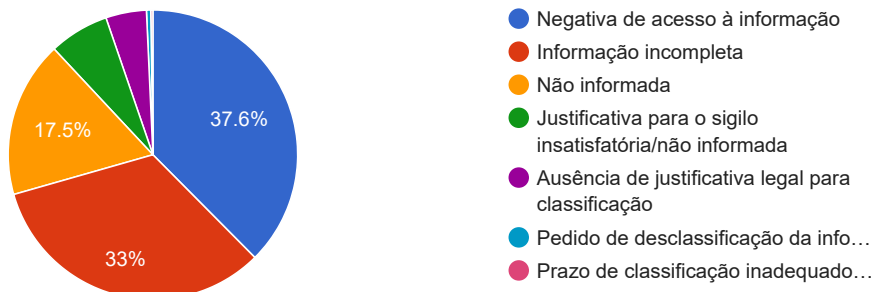 37.6%
33%
17.5%
Negativa de acesso à informação
Informação incompleta
Não informada
Justificativa para o sigilo
insatisfatória/não informada
Ausência de justificativa legal para
classificação
Pedido de desclassificação da info…
Prazo de classificação inadequado…